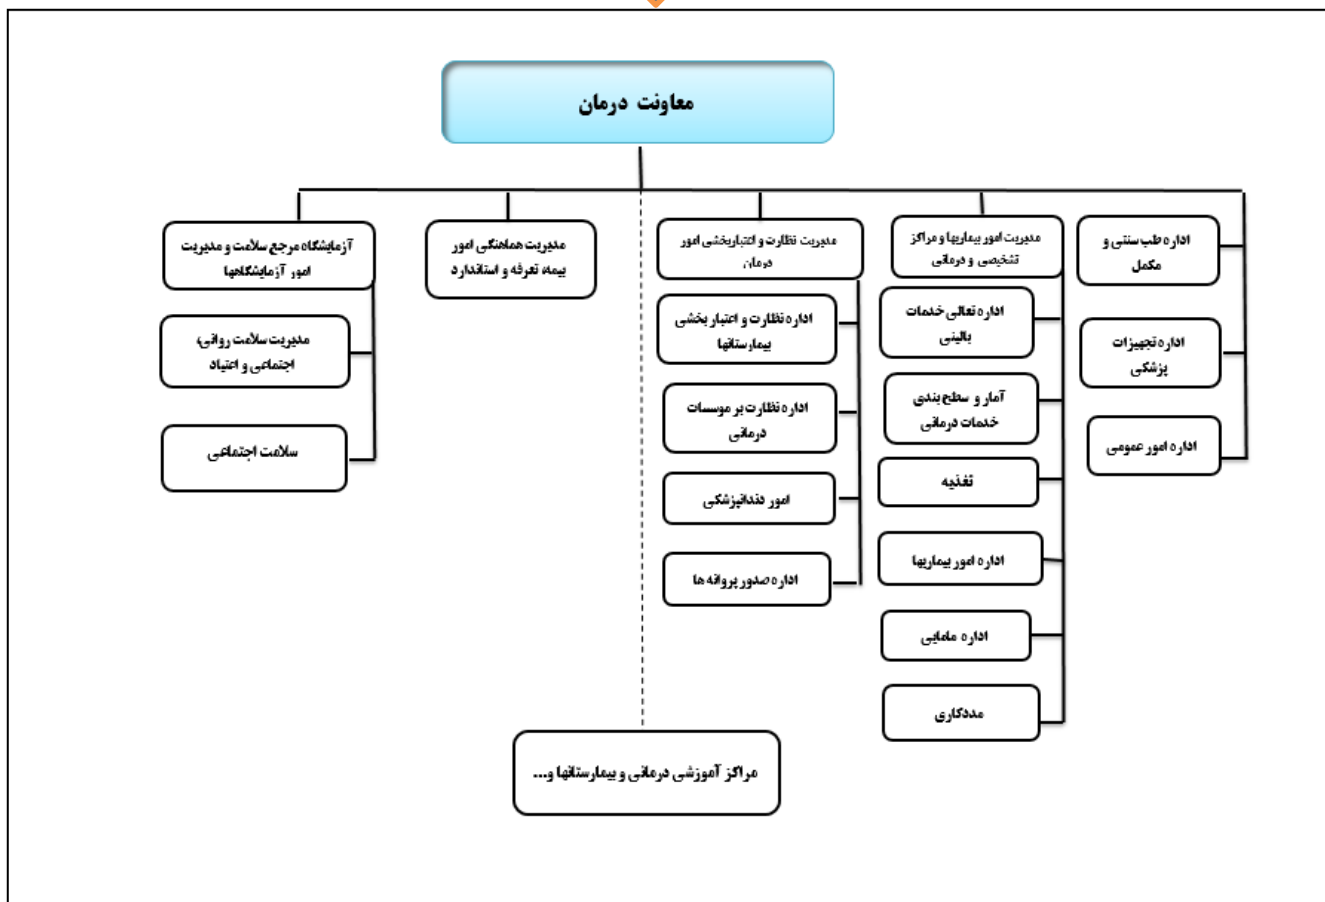 معاونت درمان
اداره طب سنتی و
مکمل
اداره تجهیزات
پزشکی
اداره امور عمومی
مدیریت امور بیماریها و مراکز
تشخیصی و درمانی
اداره تعالی خدمات
بالینی
آمار و سطح بندی
خدمات درمانی
تغذیه
اداره امور بیماریها
اداره مامایی
مددکاری
مدیریت نظارت و اعتباربخشی امور
درمان
اداره نظارت و اعتبار بخشی
بیمارستانها
اداره نظارت بر موسسات
درمانی
امور دندانپزشکی
اداره صدور پروانه ها
مدیریت هماهنگی امور
بیمه، تعرفه و استاندارد
آزمایشگاه مرجع سلامت و مدیریت
امور آزمایشگاهها
مدیریت سلامت روانی،
اجتماعی و اعتیاد
سلامت اجتماعی
مراکز آموزشی درمانی و بیمارستانها و...